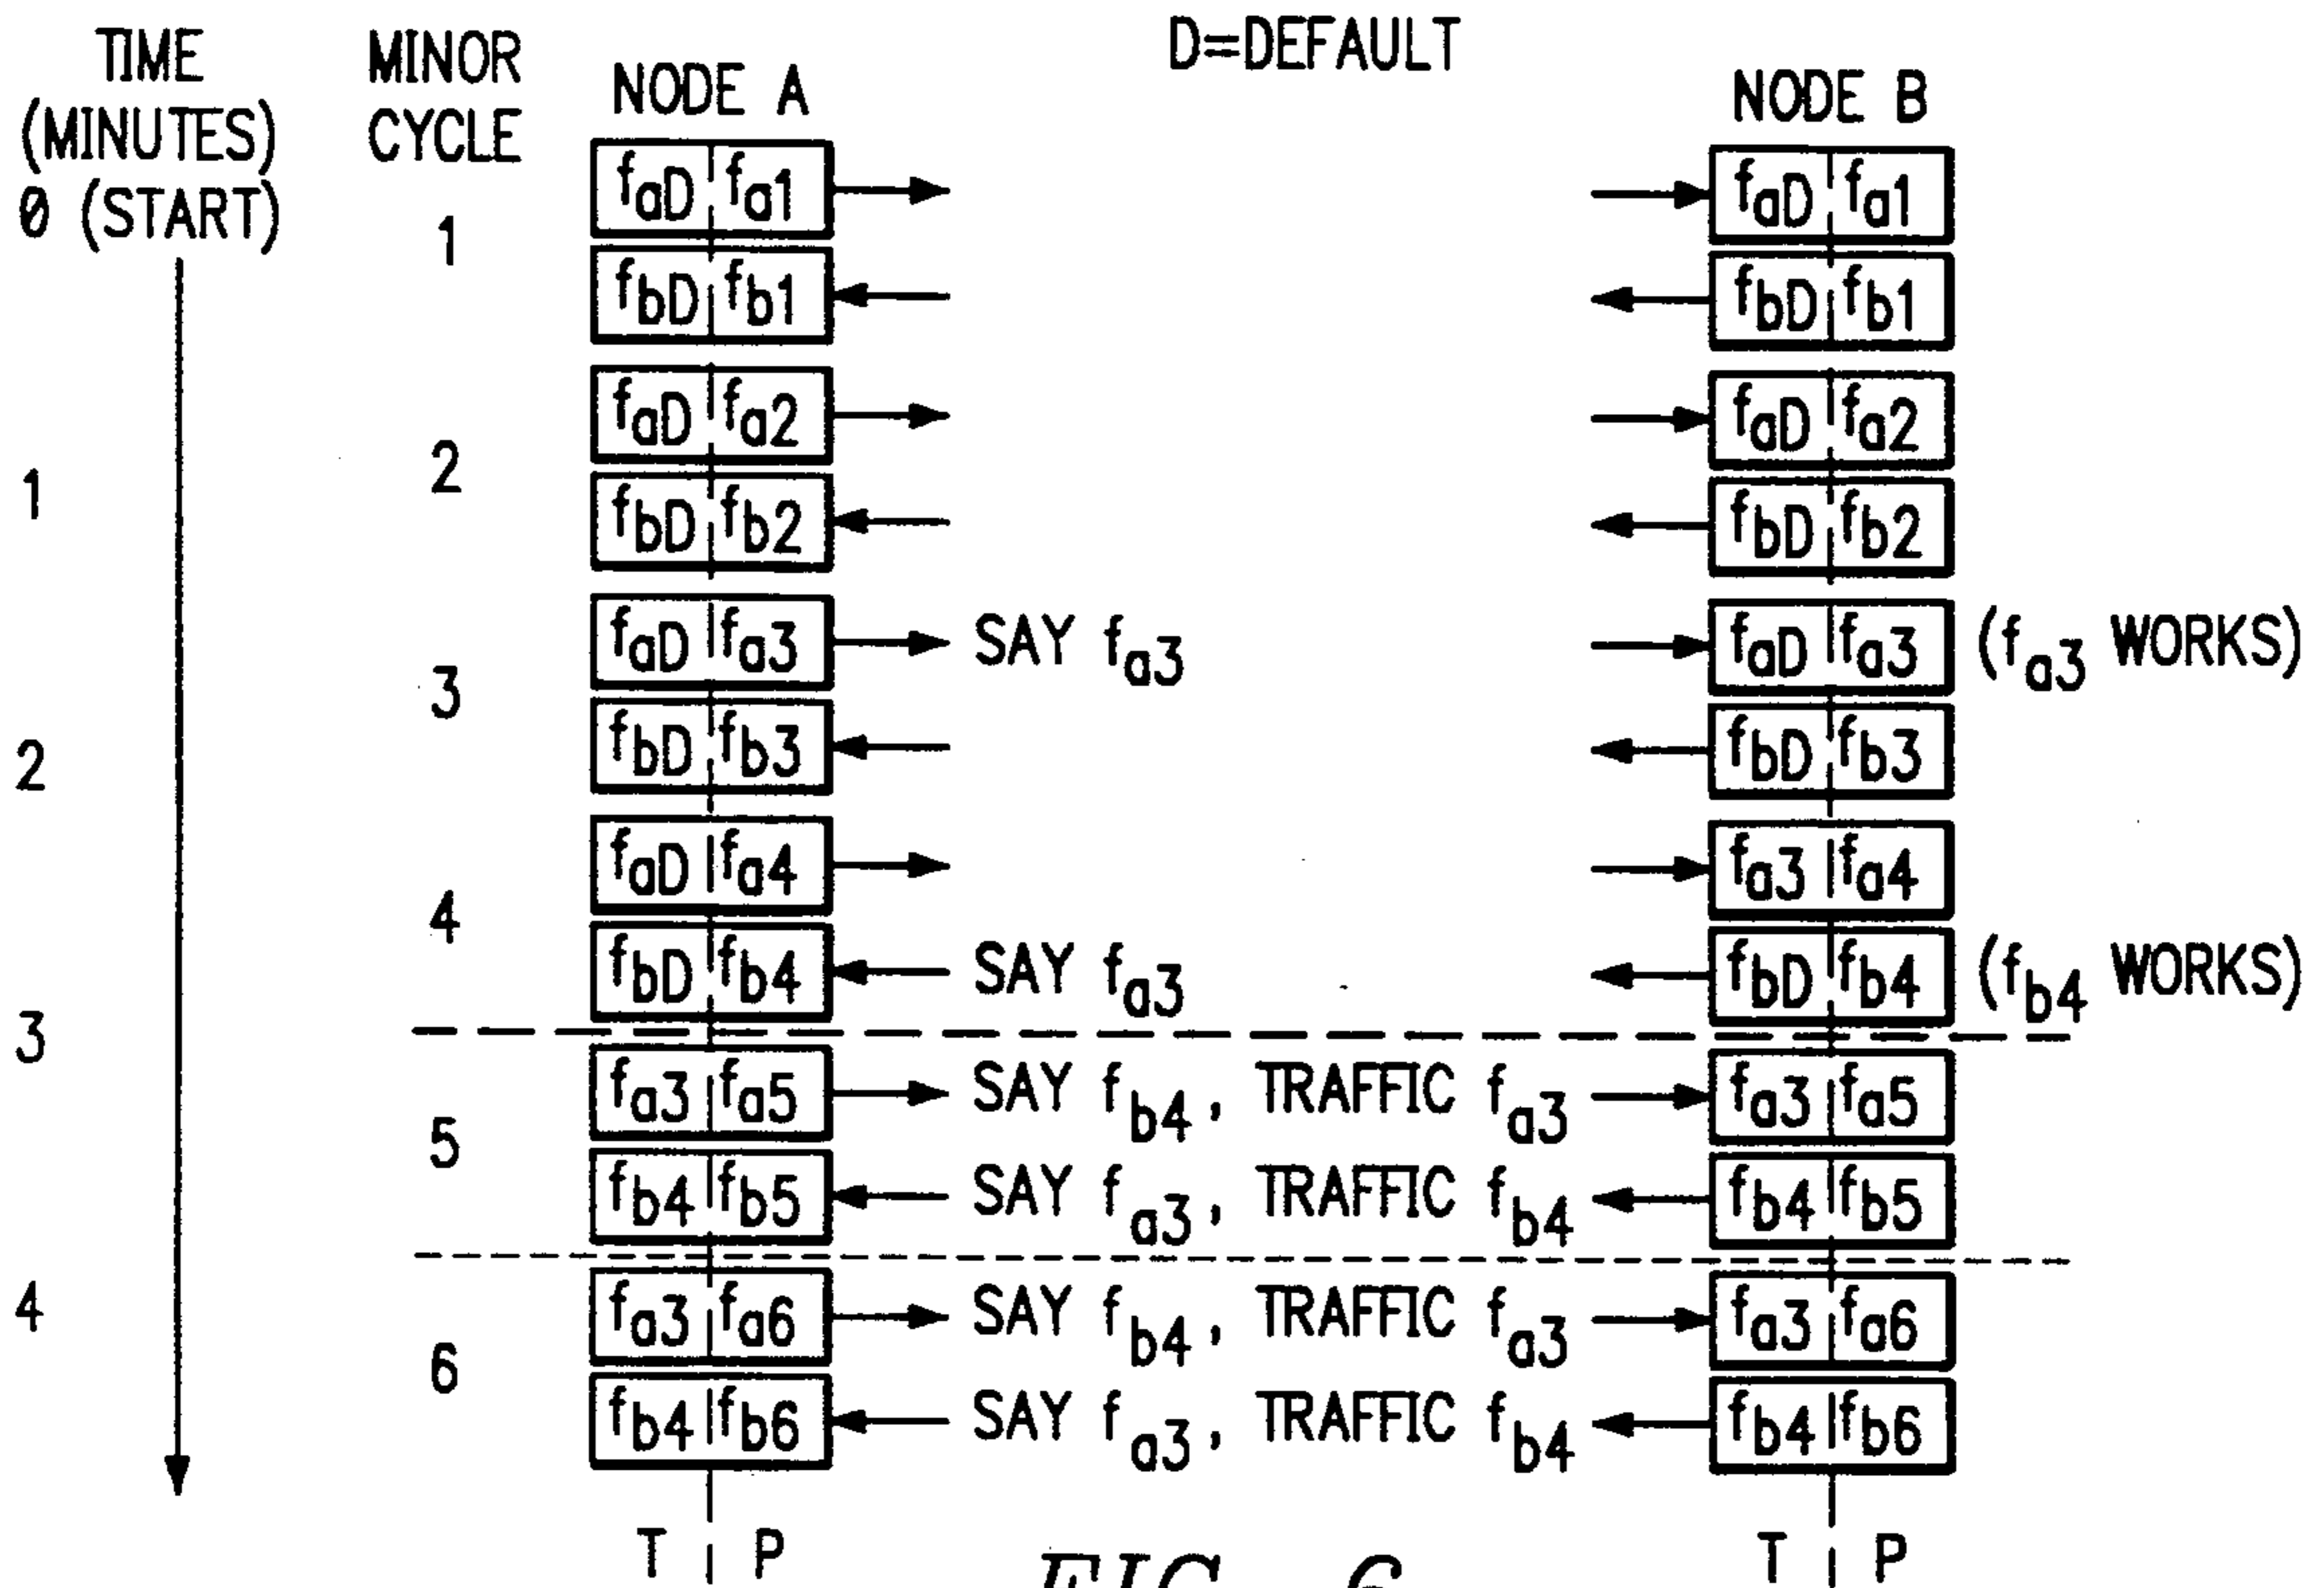 D=DEFAULT
TIME (MINUTES)
MINOR CYCLE
NODE A
NODE B
0 (START)
1
faD fa1
faD fa1
fbD fb1
fbD fb1
faD fa2
faD fa2
1
2
fbD fb2
fbD fb2
faD fa3 SAY fa3
faD fa3 (fa3 WORKS)
3
fbD fb3
fbD fb3
2
faD fa4
fa3 fa4
4
fbD fb4 SAY fa3
fbD fb4 (fb4 WORKS)
3
fa3 fa5 SAY fb4, TRAFFIC fa3 fa3 fa5
5
fb4 fb5 SAY fa3, TRAFFIC fb4 fb4 fb5
4
fa3 fa6 SAY fb4, TRAFFIC fa3 fa3 fa6
6
fb4 fb6 SAY fa3, TRAFFIC fb4 fb4 fb6
T P
T P
FIG. 6